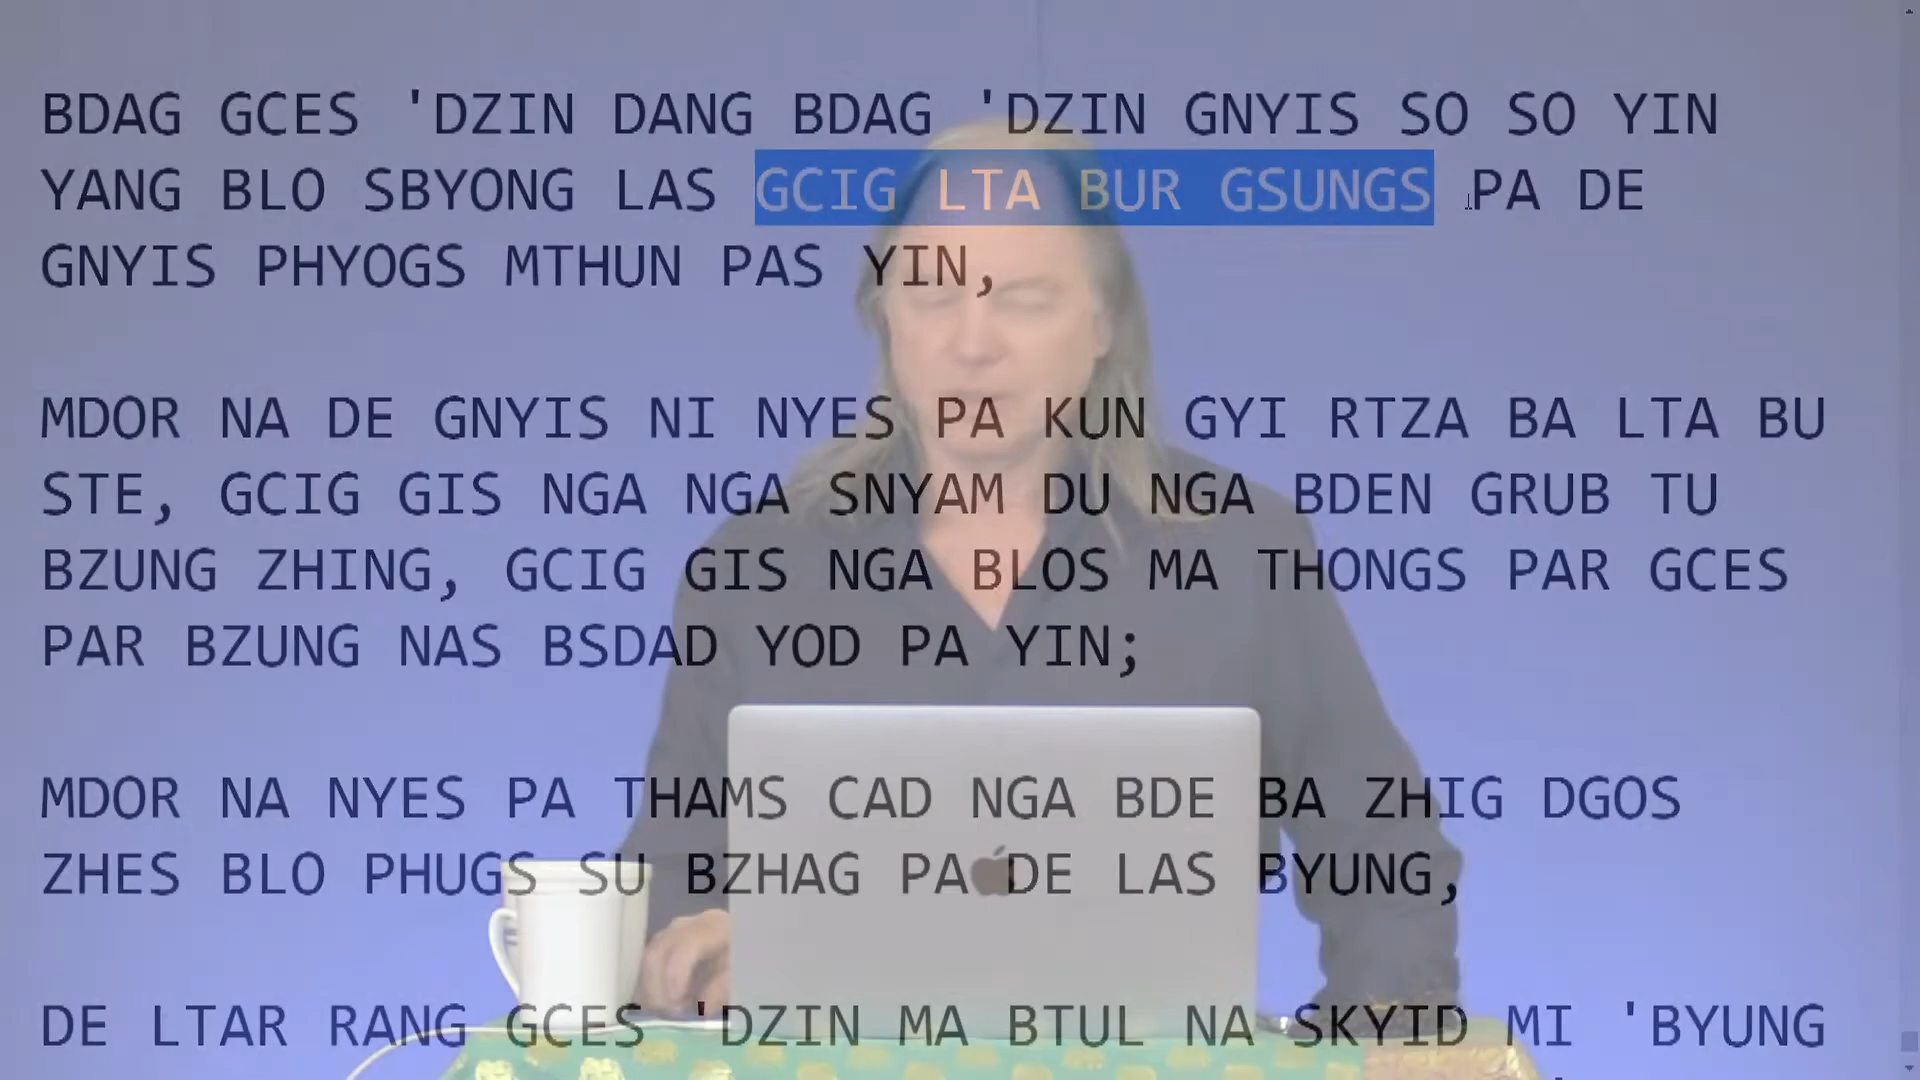 BDAG GCES 'DZIN DANG BDAG 'DZIN GNYIS SO SO YIN
YANG BLO SBYONG LAS GCIG LTA BUR GSUNGS PA DE
GNYIS PHYOGS MTHUN PAS YIN,
MDOR NA DE GNYIS NI NYES PA KUN GYI RTZA BA LTA BU
STE, GCIG GIS NGA NGA SNYAM DU NGA BDEN GRUB TU
BZUNG ZHING, GCIG GIS NGA BLOS MA THONGS PAR GCES
PAR BZUNG NAS BSDAD YOD PA YIN;
MDOR NA NYES PA THAMS CAD NGA BDE BA ZHIG DGOS
ZHES BLO PHUGS SU BZHAG PA DE LAS BYUNG,
DE LTAR RANG GCES 'DZIN MA BTUL NA SKYID MI 'BYUNG